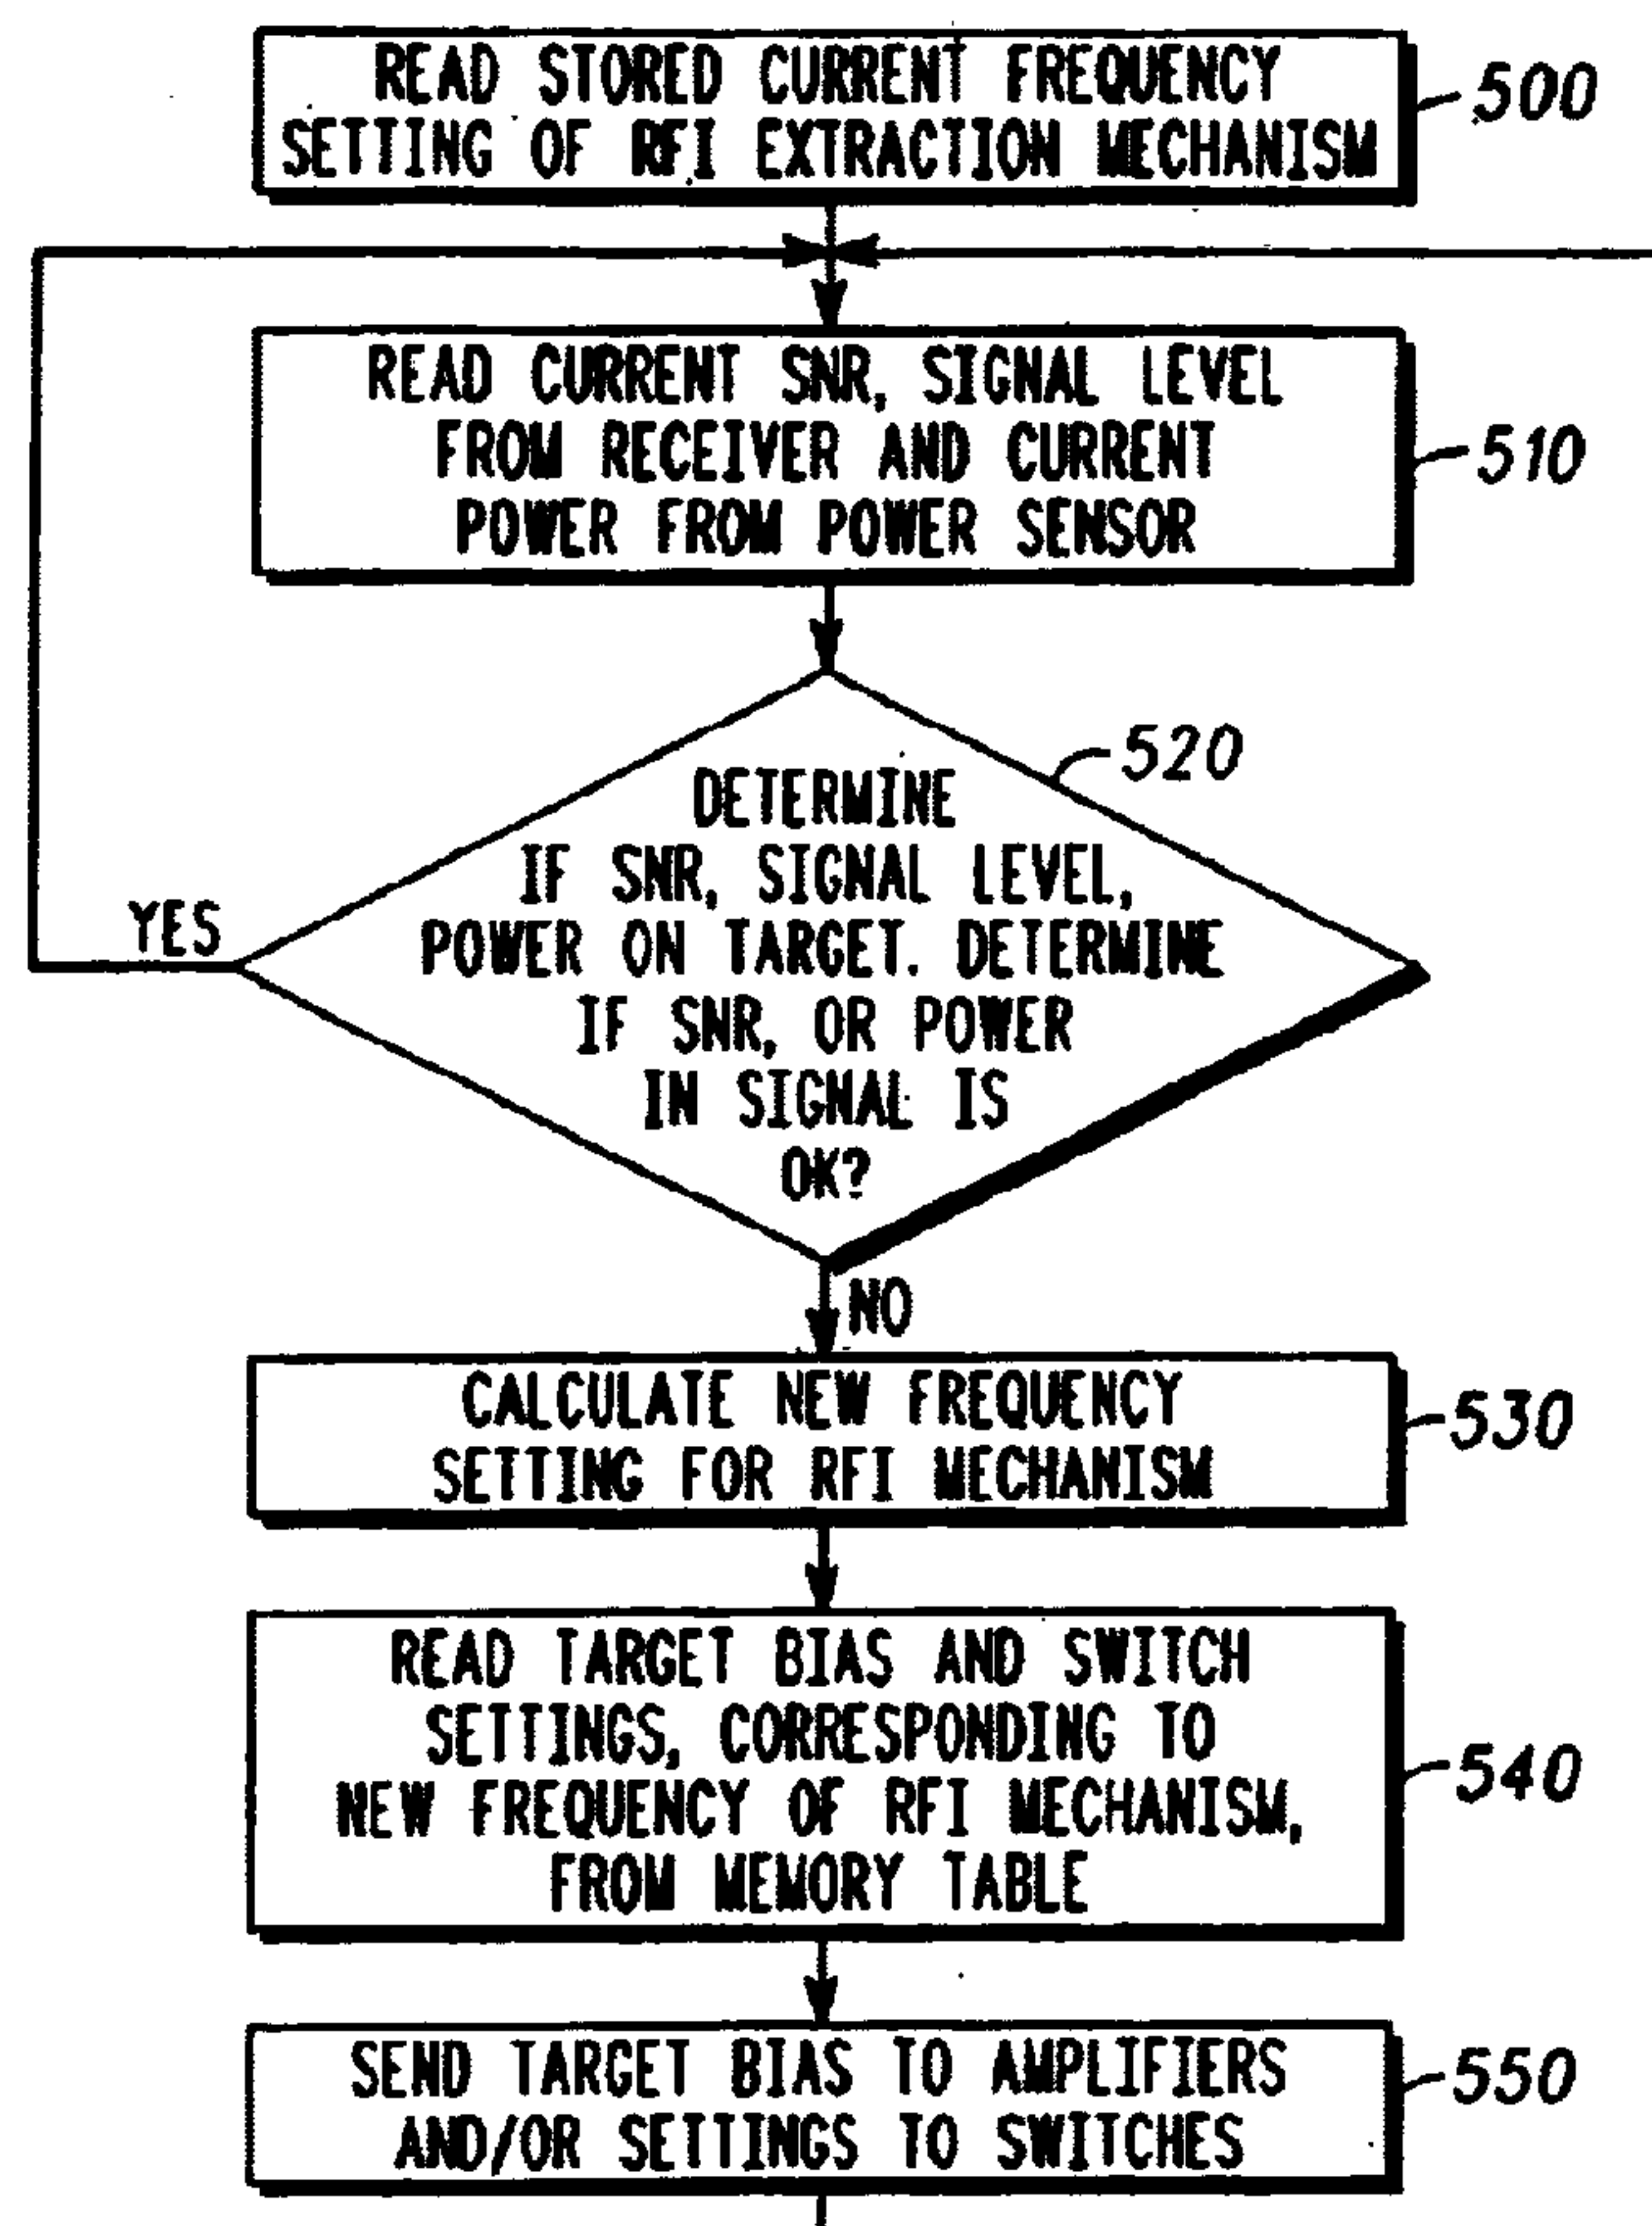 READ STORED CURRENT FREQUENCY
SETTING OF RFI EXTRACTION MECHANISM
500
READ CURRENT SNR, SIGNAL LEVEL
FROM RECEIVER AND CURRENT
POWER FROM POWER SENSOR
510
520
DETERMINE
IF SNR, SIGNAL LEVEL,
POWER ON TARGET. DETERMINE
IF SNR, OR POWER
IN SIGNAL IS
OK?
YES
NO
CALCULATE NEW FREQUENCY
SETTING FOR RFI MECHANISM
530
READ TARGET BIAS AND SWITCH
SETTINGS, CORRESPONDING TO
NEW FREQUENCY OF RFI MECHANISM,
FROM MEMORY TABLE
540
SEND TARGET BIAS TO AMPLIFIERS
AND/OR SETTINGS TO SWITCHES
550